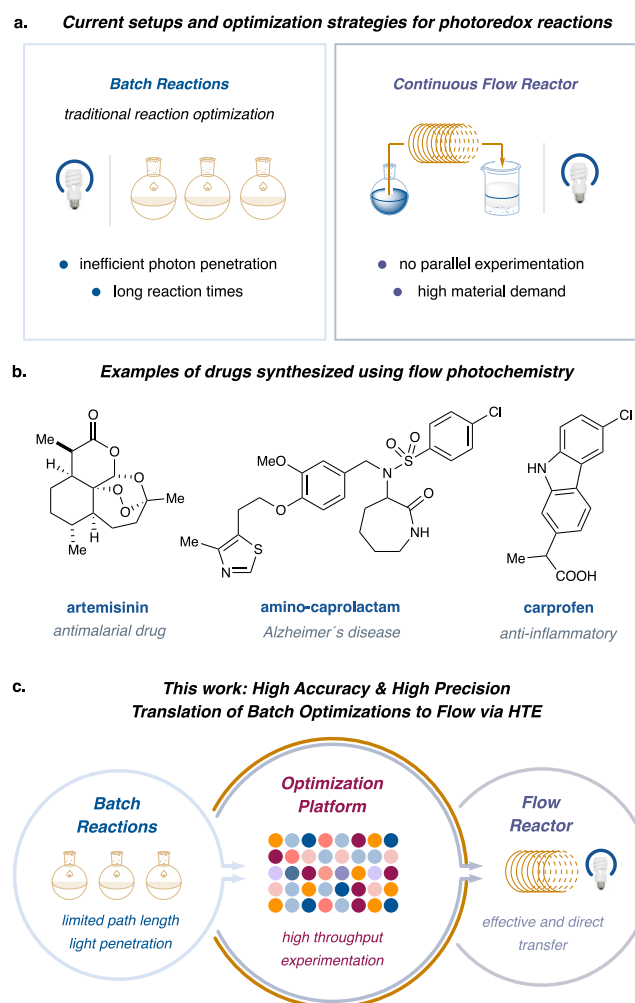 a. Current setups and optimization strategies for photoredox reactions
Batch Reactions
traditional reaction optimization
inefficient photon penetration
long reaction times
Continuous Flow Reactor
no parallel experimentation
high material demand
b. Examples of drugs synthesized using flow photochemistry
O
Me
O
H
H
O
O
O
Me
H
Me
artemisinin
antimalarial drug
Cl
O
O
S
MeO
N
O
O
NH
Me
S
N
amino-caprolactam
Alzheimer´s disease
Cl
HN
Me
COOH
carprofen
anti-inflammatory
c. This work: High Accuracy & High Precision
Translation of Batch Optimizations to Flow via HTE
Batch
Reactions
limited path length
light penetration
Optimization
Platform
high throughput
experimentation
Flow
Reactor
effective and direct
transfer